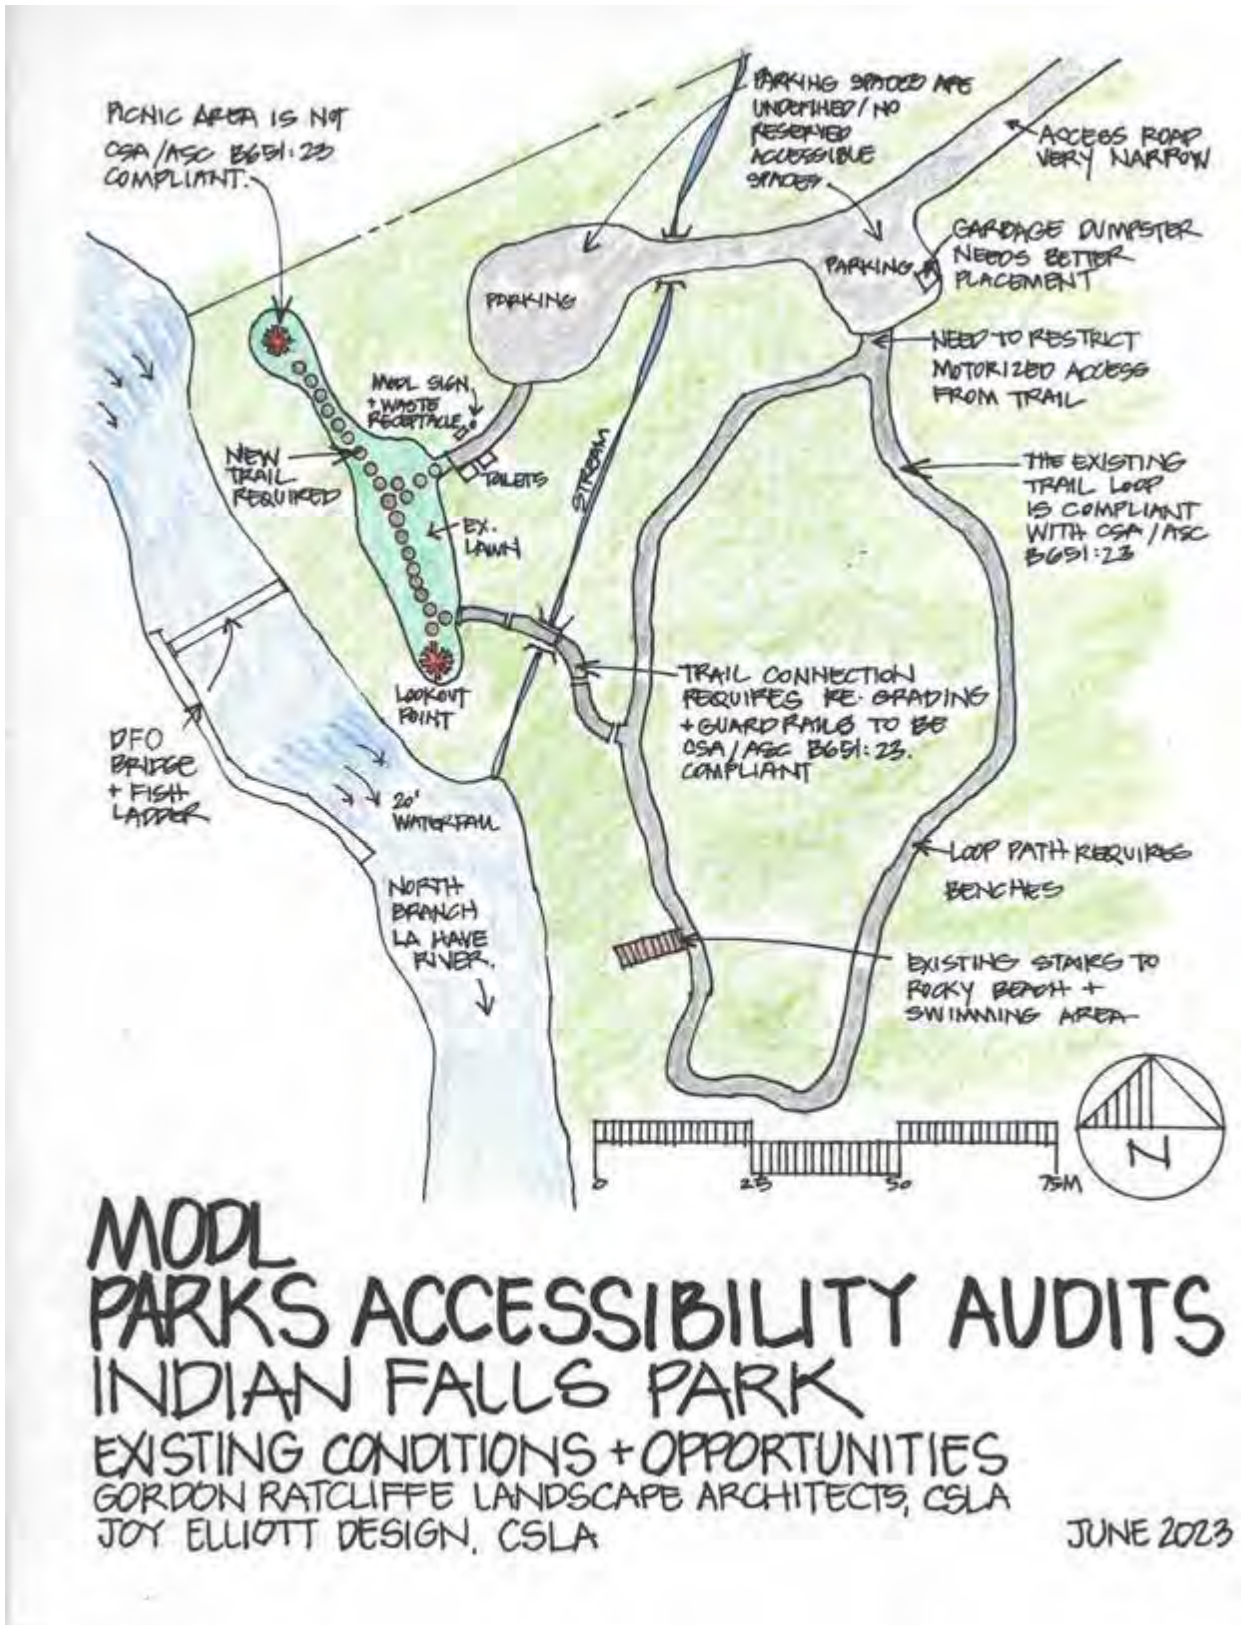 PICNIC AREA IS NOT
CSA/ASC B651:23
COMPLIANT.
PARKING SPACED ARE
UNDEFINED/NO
RESERVED
ACCESSIBLE
SPACES.
ACCESS ROAD
VERY NARROW
GARBAGE DUMPSTER
NEEDS BETTER
PLACEMENT
PARKING
PARKING
NEED TO RESTRICT
MOTORIZED ACCESS
FROM TRAIL
MODL SIGN
+ WASTE
RECEPTACLE
NEW
TRAIL
REQUIRED
TOILETS
STREAM
EX.
LAWN
THE EXISTING
TRAIL LOOP
IS COMPLIANT
WITH CSA/ASC
B651:23
TRAIL CONNECTION
REQUIRES RE-GRADING
+ GUARDRAILS TO BE
CSA/ASC B651:23.
COMPLIANT
LOOKOUT
POINT
DFO
BRIDGE
+ FISH
LADDER
20'
WATERFALL
LOOP PATH REQUIRES
BENCHES
NORTH
BRANCH
LA HAVE
RIVER.
EXISTING STAIRS TO
ROCKY BEACH +
SWIMMING AREA
0 25 50 75M
N
MODL
PARKS ACCESSIBILITY AUDITS
INDIAN FALLS PARK
EXISTING CONDITIONS + OPPORTUNITIES
GORDON RATCLIFFE LANDSCAPE ARCHITECTS, CSLA
JOY ELLIOTT DESIGN, CSLA
JUNE 2023